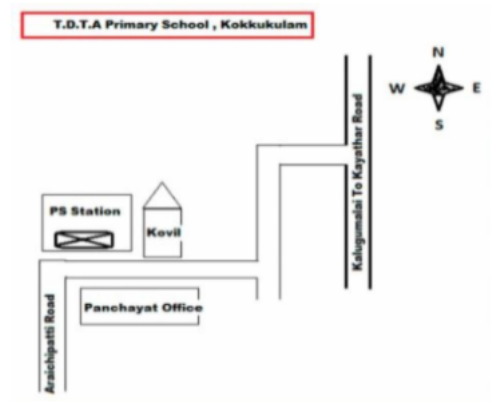 T.D.T.A Primary School , Kokkukulam
N
W E
S
Kalugumalai To Kayathar Road
PS Station
Kovil
Panchayat Office
Araichipatti Road